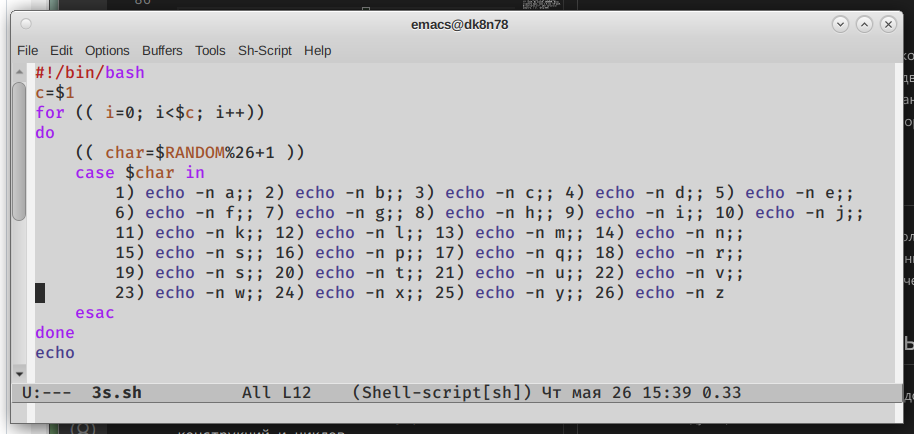 emacs@dk8n78
File Edit Options Buffers Tools Sh-Script Help
#!/bin/bash
c=$1
for (( i=0; i<$c; i++))
do
    (( char=$RANDOM%26+1 ))
    case $char in
        1) echo -n a;; 2) echo -n b;; 3) echo -n c;; 4) echo -n d;; 5) echo -n e;;
        6) echo -n f;; 7) echo -n g;; 8) echo -n h;; 9) echo -n i;; 10) echo -n j;;
        11) echo -n k;; 12) echo -n l;; 13) echo -n m;; 14) echo -n n;;
        15) echo -n s;; 16) echo -n p;; 17) echo -n q;; 18) echo -n r;;
        19) echo -n s;; 20) echo -n t;; 21) echo -n u;; 22) echo -n v;;
        23) echo -n w;; 24) echo -n x;; 25) echo -n y;; 26) echo -n z
    esac
done
echo
U:--- 3s.sh All L12 (Shell-script[sh]) Чт мая 26 15:39 0.33